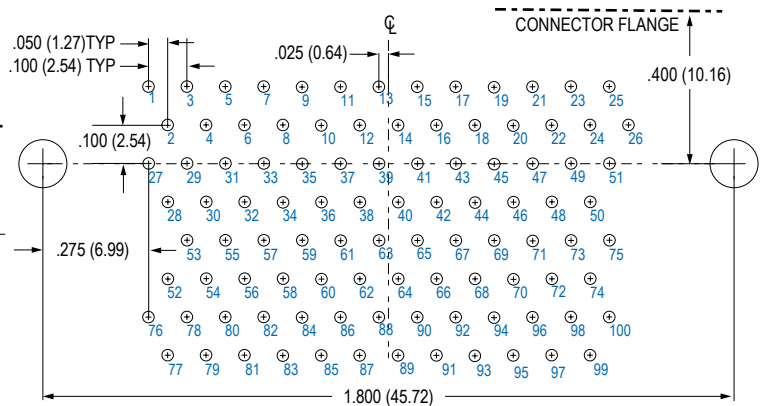 CONNECTOR FLANGE
℄
.050 (1.27)TYP
.100 (2.54) TYP
.025 (0.64)
.400 (10.16)
1 3 5 7 9 11 13 15 17 19 21 23 25
.100 (2.54)
2 4 6 8 10 12 14 16 18 20 22 24 26
27 29 31 33 35 37 39 41 43 45 47 49 51
28 30 32 34 36 38 40 42 44 46 48 50
.275 (6.99)
53 55 57 59 61 63 65 67 69 71 73 75
52 54 56 58 60 62 64 66 68 70 72 74
76 78 80 82 84 86 88 90 92 94 96 98 100
77 79 81 83 85 87 89 91 93 95 97 99
1.800 (45.72)